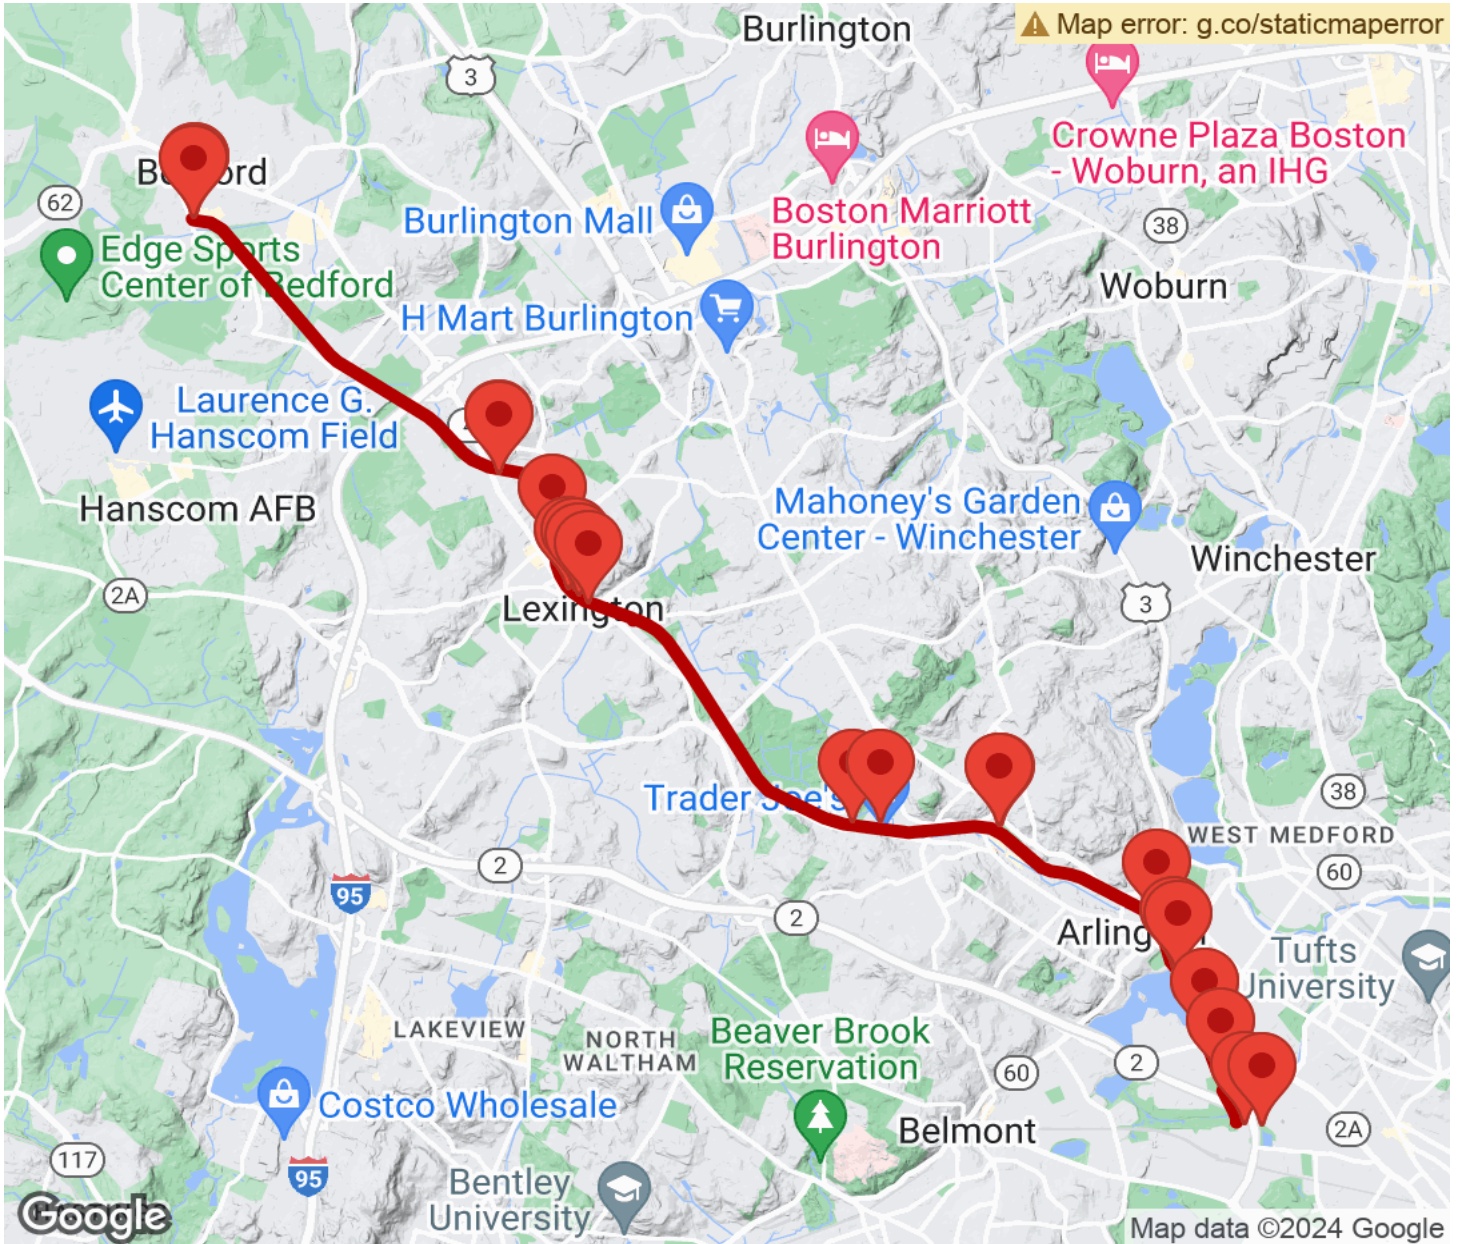 Burlington
Map error: g.co/staticmaperror
3
Crowne Plaza Boston
- Woburn, an IHG
62
Burlington Mall
Boston Marriott
Burlington
38
Edge Sports
Center of Bedford
Woburn
H Mart Burlington
Laurence G.
Hanscom Field
Hanscom AFB
Mahoney's Garden
Center - Winchester
Winchester
2A
3
Lexington
Trader Joe's
38
WEST MEDFORD
2
60
95
2
Tufts
University
LAKEVIEW
NORTH
WALTHAM
Beaver Brook
Reservation
2
60
Costco Wholesale
Belmont
2A
117
95
Bentley
University
Google
Map data ©2024 Google